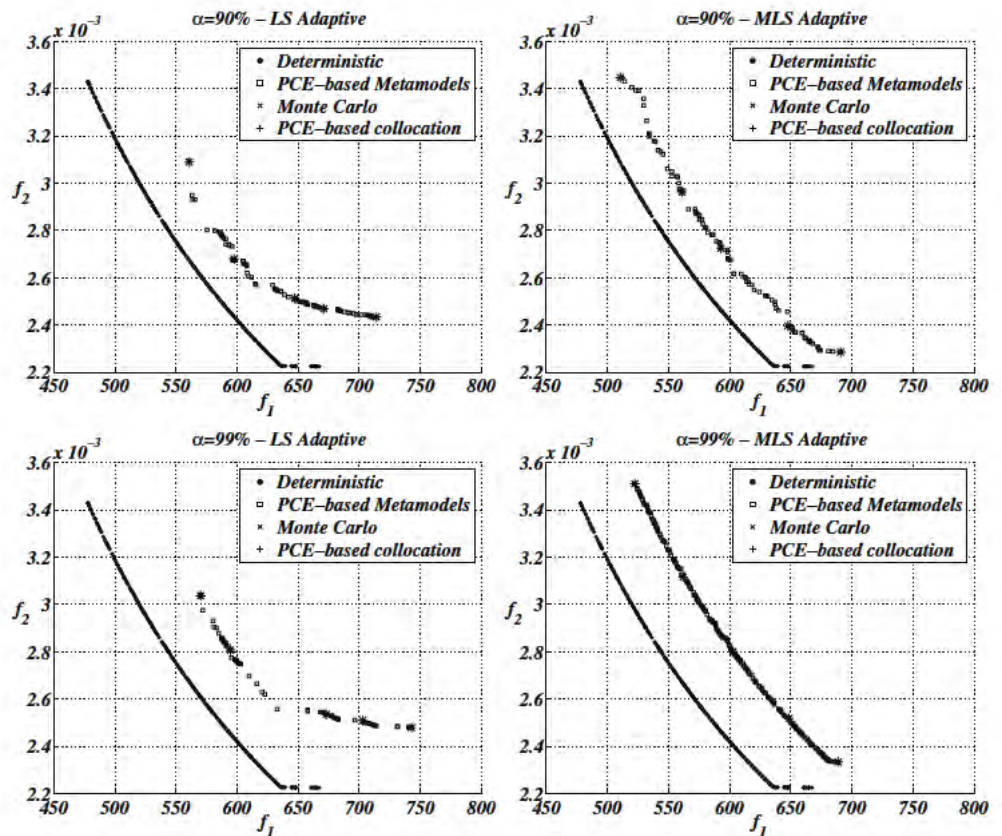 α=90% – LS Adaptive
x 10⁻³
3.6
3.4
3.2
3
2.8
2.6
2.4
2.2
f₂
450 500 550 600 650 700 750 800
f₁
Deterministic
PCE–based Metamodels
Monte Carlo
PCE–based collocation
α=90% – MLS Adaptive
x 10⁻³
3.6
3.4
3.2
3
2.8
2.6
2.4
2.2
f₂
450 500 550 600 650 700 750 800
f₁
Deterministic
PCE–based Metamodels
Monte Carlo
PCE–based collocation
α=99% – LS Adaptive
x 10⁻³
3.6
3.4
3.2
3
2.8
2.6
2.4
2.2
f₂
450 500 550 600 650 700 750 800
f₁
Deterministic
PCE–based Metamodels
Monte Carlo
PCE–based collocation
α=99% – MLS Adaptive
x 10⁻³
3.6
3.4
3.2
3
2.8
2.6
2.4
2.2
f₂
450 500 550 600 650 700 750 800
f₁
Deterministic
PCE–based Metamodels
Monte Carlo
PCE–based collocation